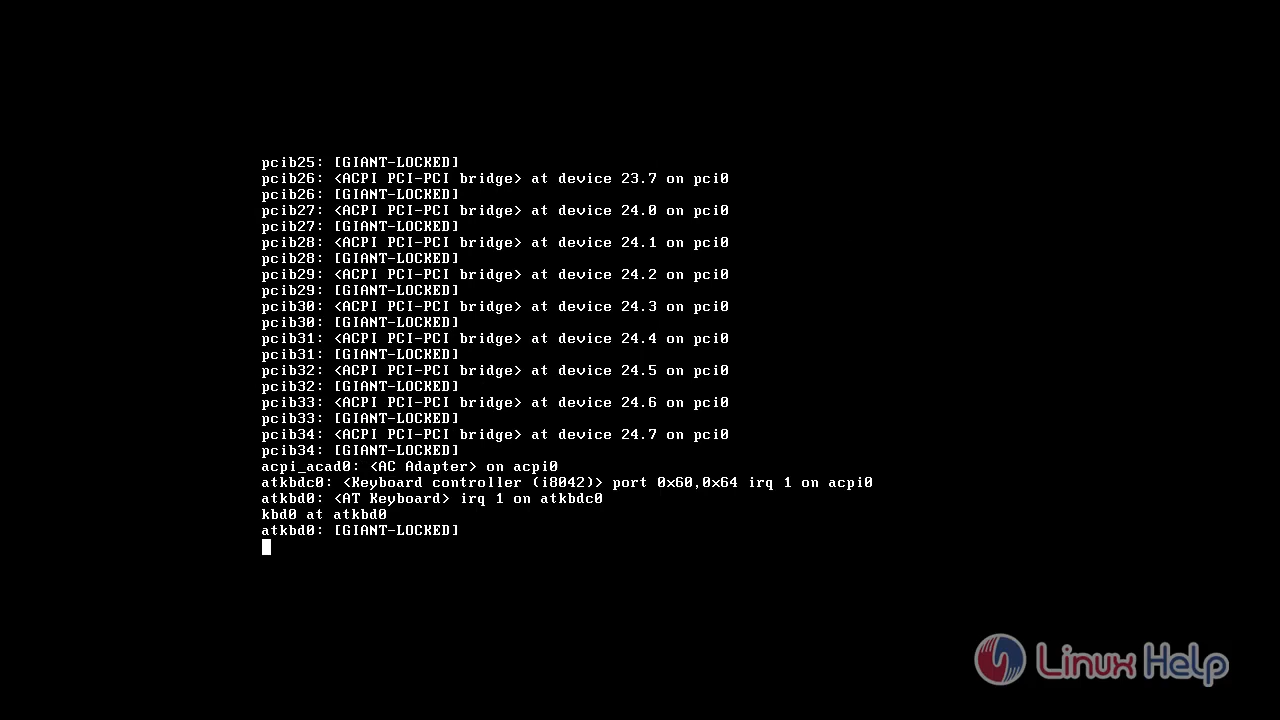 pcib25: [GIANT-LOCKED]
pcib26: <ACPI PCI-PCI bridge> at device 23.7 on pci0
pcib26: [GIANT-LOCKED]
pcib27: <ACPI PCI-PCI bridge> at device 24.0 on pci0
pcib27: [GIANT-LOCKED]
pcib28: <ACPI PCI-PCI bridge> at device 24.1 on pci0
pcib28: [GIANT-LOCKED]
pcib29: <ACPI PCI-PCI bridge> at device 24.2 on pci0
pcib29: [GIANT-LOCKED]
pcib30: <ACPI PCI-PCI bridge> at device 24.3 on pci0
pcib30: [GIANT-LOCKED]
pcib31: <ACPI PCI-PCI bridge> at device 24.4 on pci0
pcib31: [GIANT-LOCKED]
pcib32: <ACPI PCI-PCI bridge> at device 24.5 on pci0
pcib32: [GIANT-LOCKED]
pcib33: <ACPI PCI-PCI bridge> at device 24.6 on pci0
pcib33: [GIANT-LOCKED]
pcib34: <ACPI PCI-PCI bridge> at device 24.7 on pci0
pcib34: [GIANT-LOCKED]
acpi_acad0: <AC Adapter> on acpi0
atkbdc0: <Keyboard controller (i8042)> port 0x60,0x64 irq 1 on acpi0
atkbd0: <AT Keyboard> irq 1 on atkbdc0
kbd0 at atkbd0
atkbd0: [GIANT-LOCKED]
Linux Help